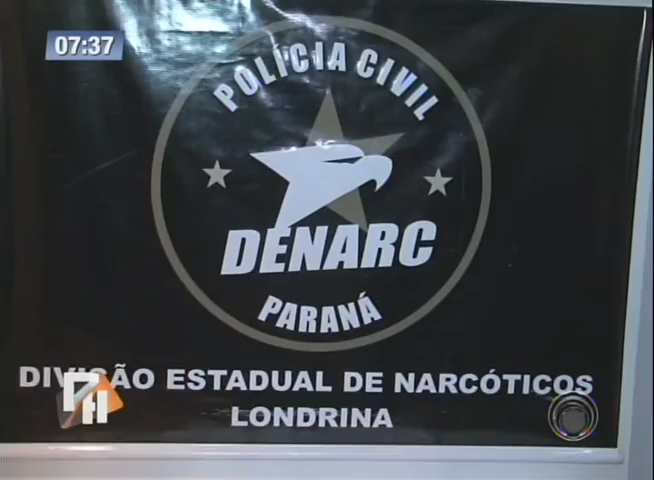 07:37
POLÍCIA CIVIL
DENARC
PARANÁ
DIVISÃO ESTADUAL DE NARCÓTICOS
LONDRINA